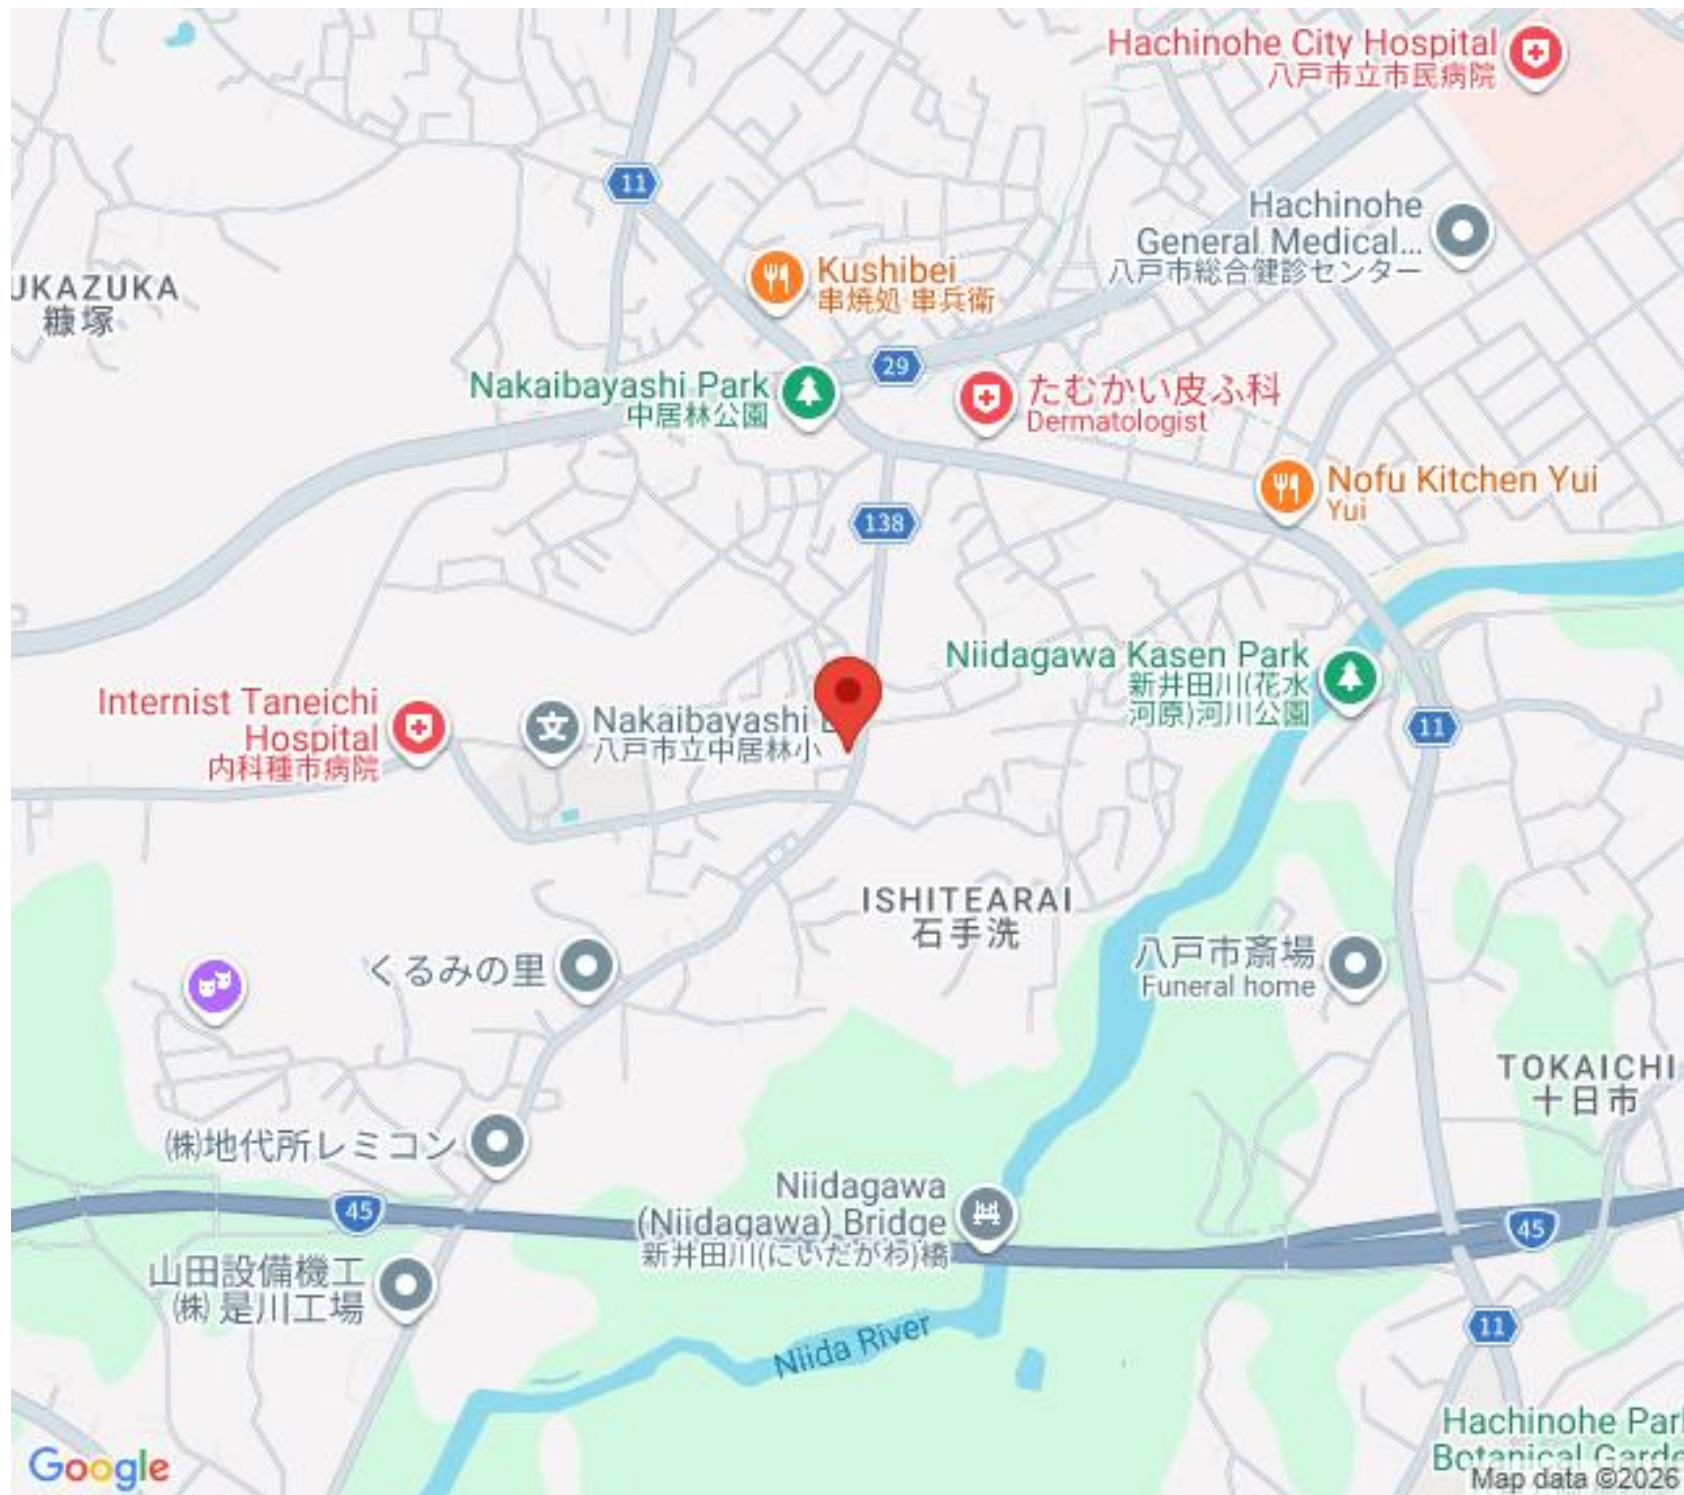 Hachinohe City Hospital
八戸市立市民病院
11
Hachinohe
General Medical...
八戸市総合健診センター
Kushibei
串焼処 串兵衛
UKAZUKA
糠塚
29
Nakaibayashi Park
中居林公園
たむかい皮ふ科
Dermatologist
Nofu Kitchen Yui
Yui
138
Niidagawa Kasen Park
新井田川(花水
河原)河川公園
Internist Taneichi
Hospital
内科種市病院
Nakaibayashi E
八戸市立中居林小
11
ISHITEARAI
石手洗
くるみの里
八戸市斎場
Funeral home
TOKAICHI
十日市
㈱地代所レミコン
Niidagawa
(Niidagawa) Bridge
新井田川(にいだがわ)橋
45
45
山田設備機工
㈱ 是川工場
11
Niida River
Hachinohe Park
Botanical Garde
Google
Map data ©2026